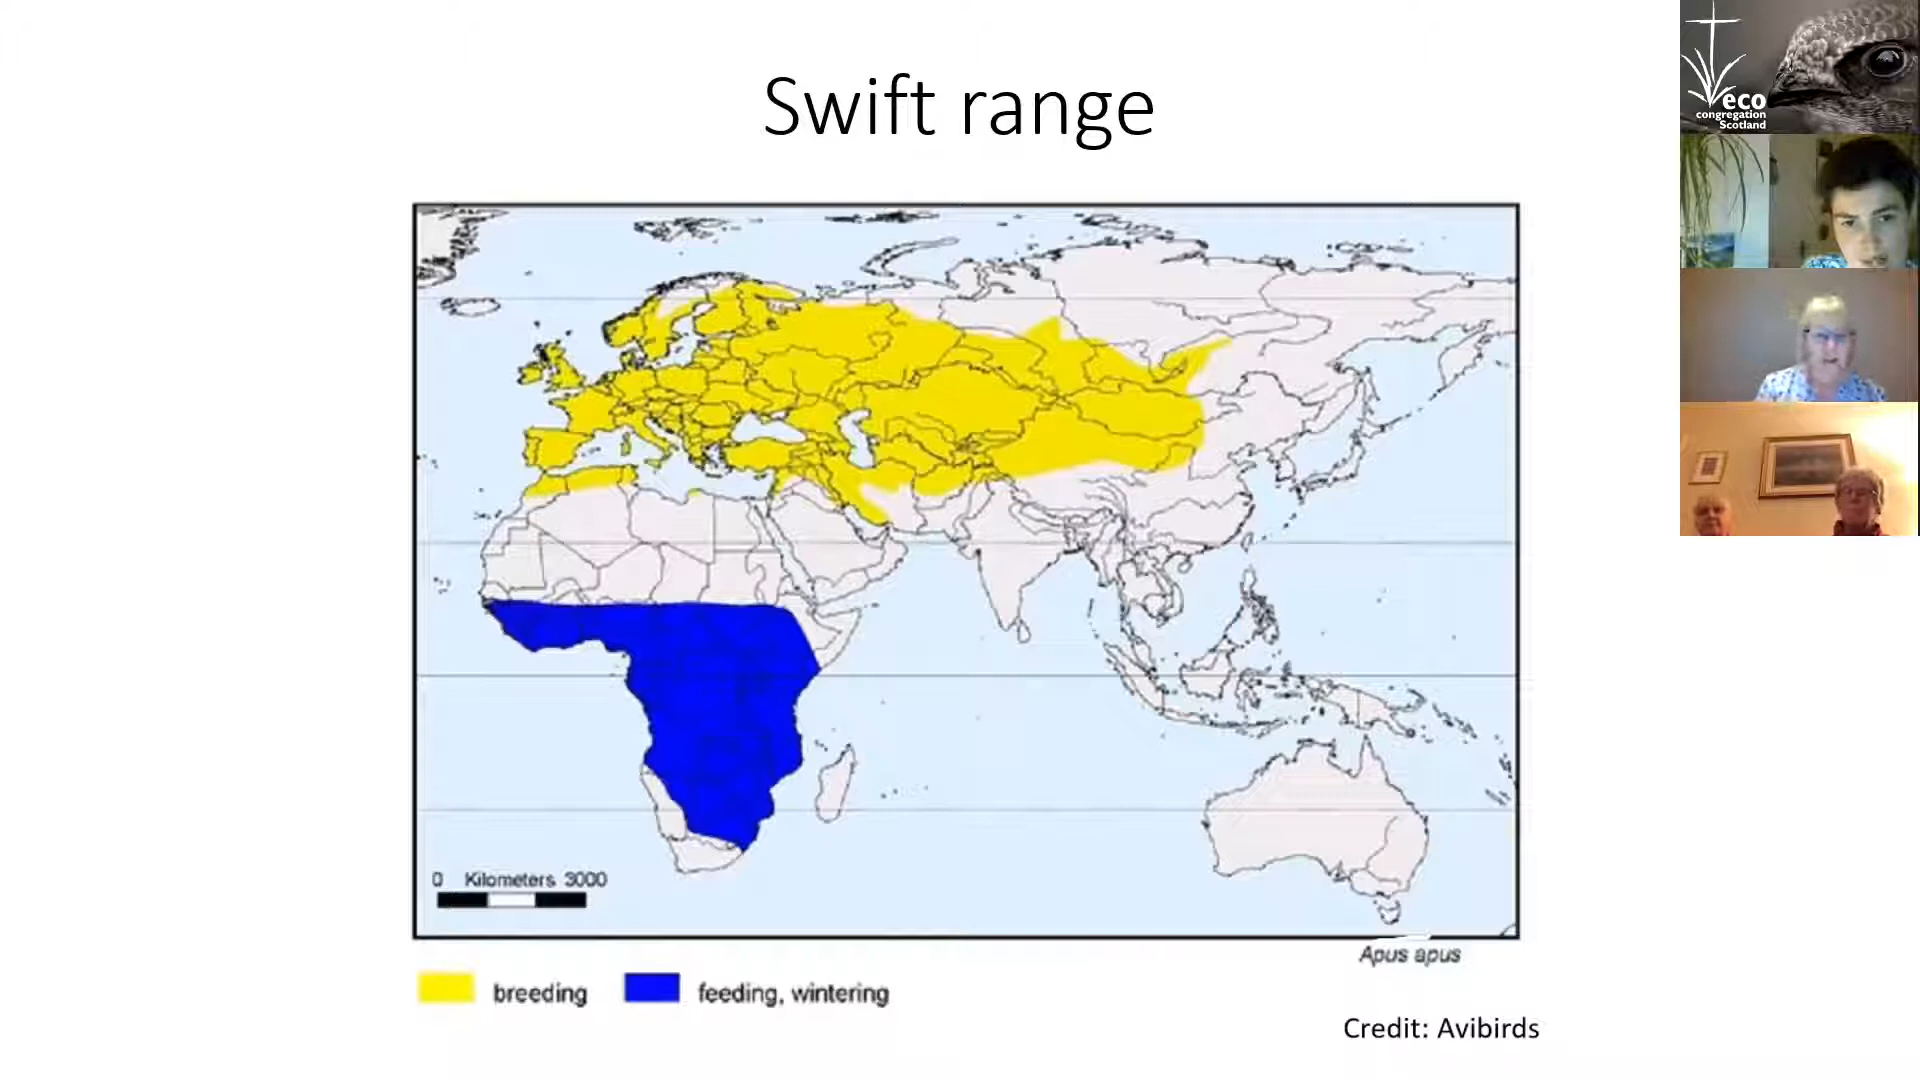 Swift range
eco
congregation
Scotland
0 Kilometers 3000
Apus apus
breeding
feeding, wintering
Credit: Avibirds